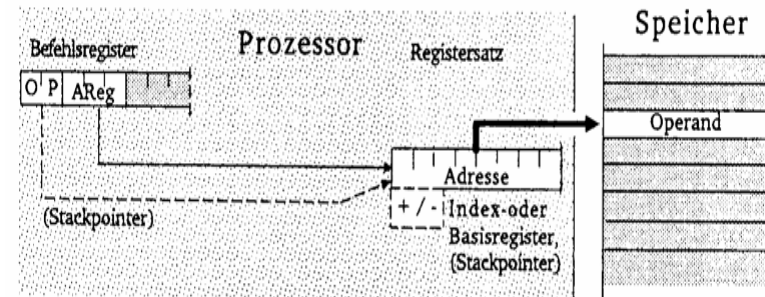 Speicher
Prozessor
Befehlsregister
Registersatz
O P AReg
Operand
Adresse
(Stackpointer)
+ / - Index-oder
Basisregister,
(Stackpointer)